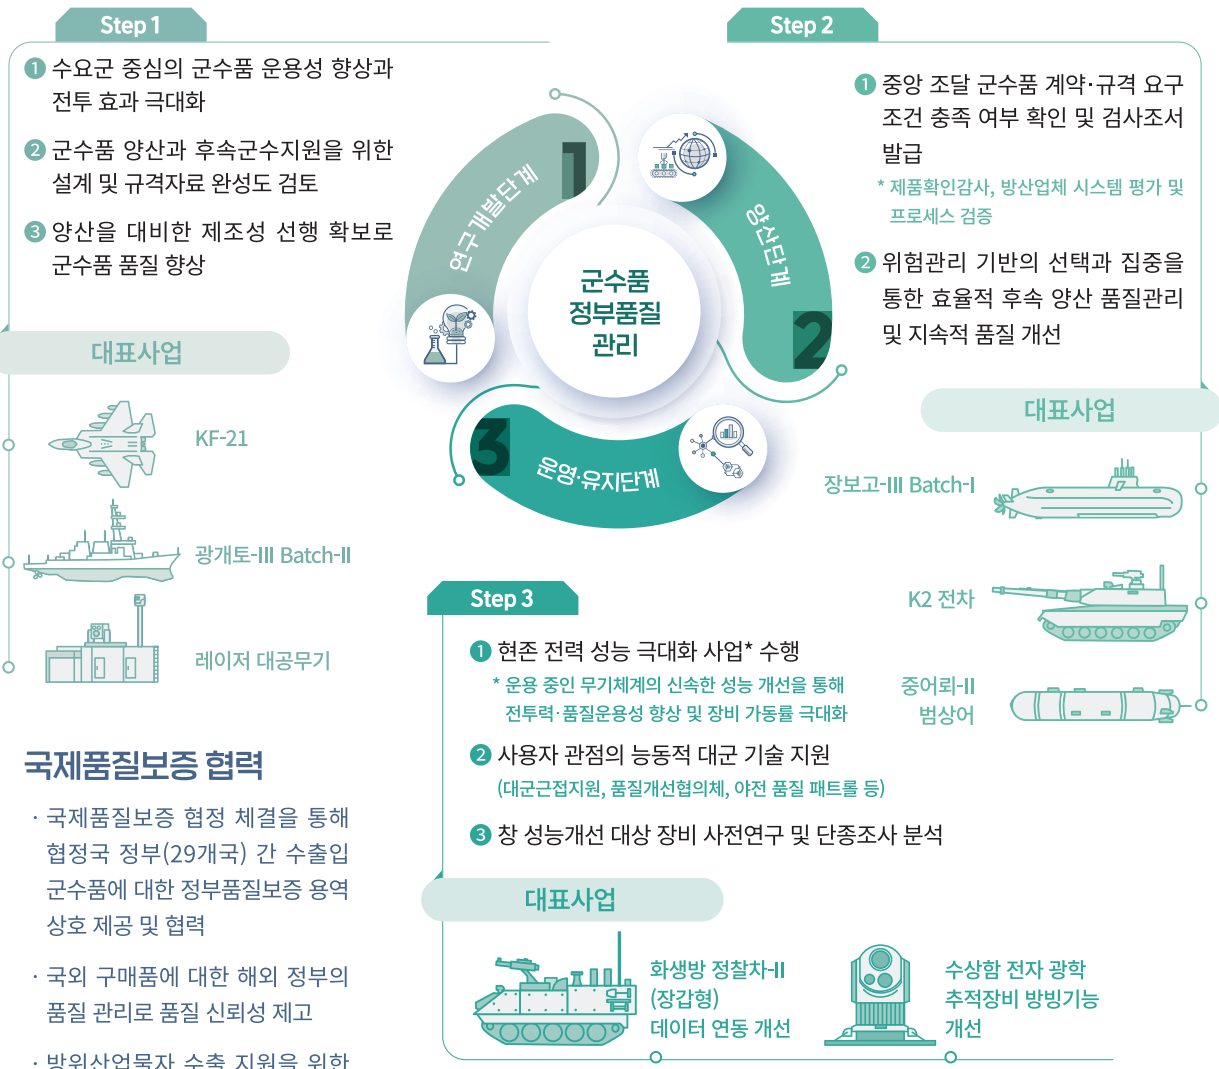 Step 1
❶ 수요군 중심의 군수품 운용성 향상과
전투 효과 극대화
❷ 군수품 양산과 후속군수지원을 위한
설계 및 규격자료 완성도 검토
❸ 양산을 대비한 제조성 선행 확보로
군수품 품질 향상
대표사업
KF-21
광개토-III Batch-II
레이저 대공무기
1
연구개발단계
양산단계
2
3
운영·유지단계
군수품
정부품질
관리
Step 2
❶ 중앙 조달 군수품 계약·규격 요구
조건 충족 여부 확인 및 검사조서
발급
* 제품확인감사, 방산업체 시스템 평가 및
프로세스 검증
❷ 위험관리 기반의 선택과 집중을
통한 효율적 후속 양산 품질관리
및 지속적 품질 개선
대표사업
장보고-III Batch-I
K2 전차
중어뢰-II
범상어
Step 3
❶ 현존 전력 성능 극대화 사업* 수행
* 운용 중인 무기체계의 신속한 성능 개선을 통해
전투력·품질운용성 향상 및 장비 가동률 극대화
❷ 사용자 관점의 능동적 대군 기술 지원
(대군근접지원, 품질개선협의체, 야전 품질 패트롤 등)
❸ 창 성능개선 대상 장비 사전연구 및 단종조사 분석
대표사업
화생방 정찰차-II
(장갑형)
데이터 연동 개선
수상함 전자 광학
추적장비 방빙기능
개선
국제품질보증 협력
· 국제품질보증 협정 체결을 통해
협정국 정부(29개국) 간 수출입
군수품에 대한 정부품질보증 용역
상호 제공 및 협력
· 국외 구매품에 대한 해외 정부의
품질 관리로 품질 신뢰성 제고
· 방위산업물자 수출 지원을 위한